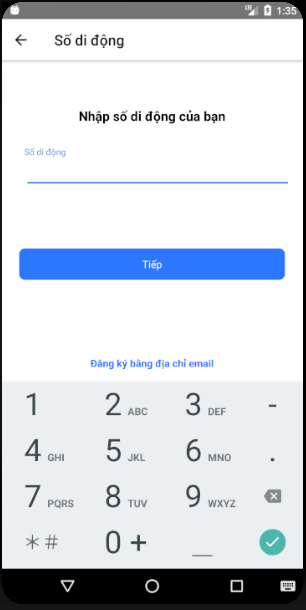 1:35
Số di động
Nhập số di động của bạn
Số di động
Tiếp
Đăng ký bằng địa chỉ email
1 2 ABC 3 DEF -
4 GHI 5 JKL 6 MNO .
7 PQRS 8 TUV 9 WXYZ
* # 0 + _